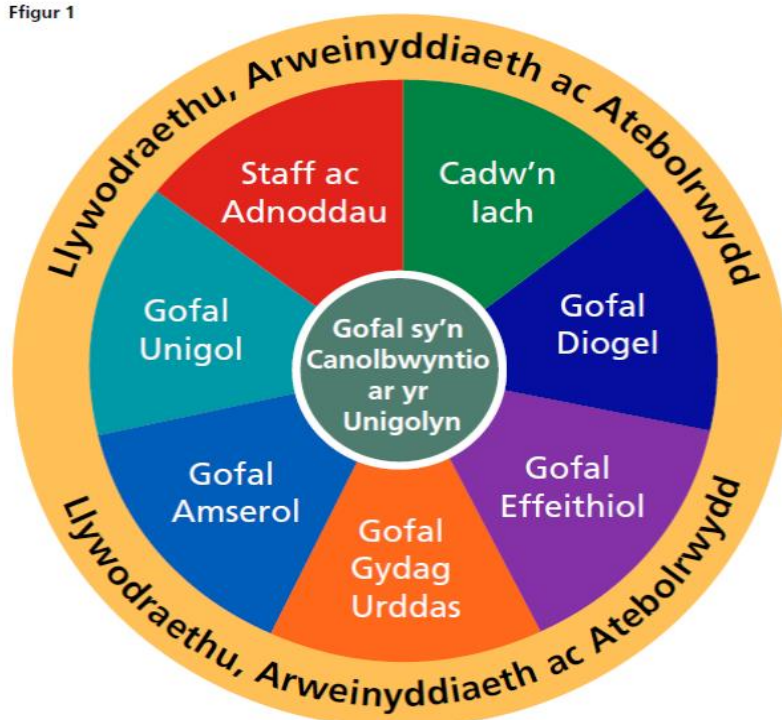 Ffigur 1
Llywodraethu, Arweinyddiaeth ac Atebolrwydd
Staff ac
Adnoddau
Cadw'n
Iach
Gofal
Unigol
Gofal
Diogel
Gofal sy'n
Canolbwyntio
ar yr
Unigolyn
Gofal
Amserol
Gofal
Effeithiol
Gofal
Gydag
Urddas
Llywodraethu, Arweinyddiaeth ac Atebolrwydd